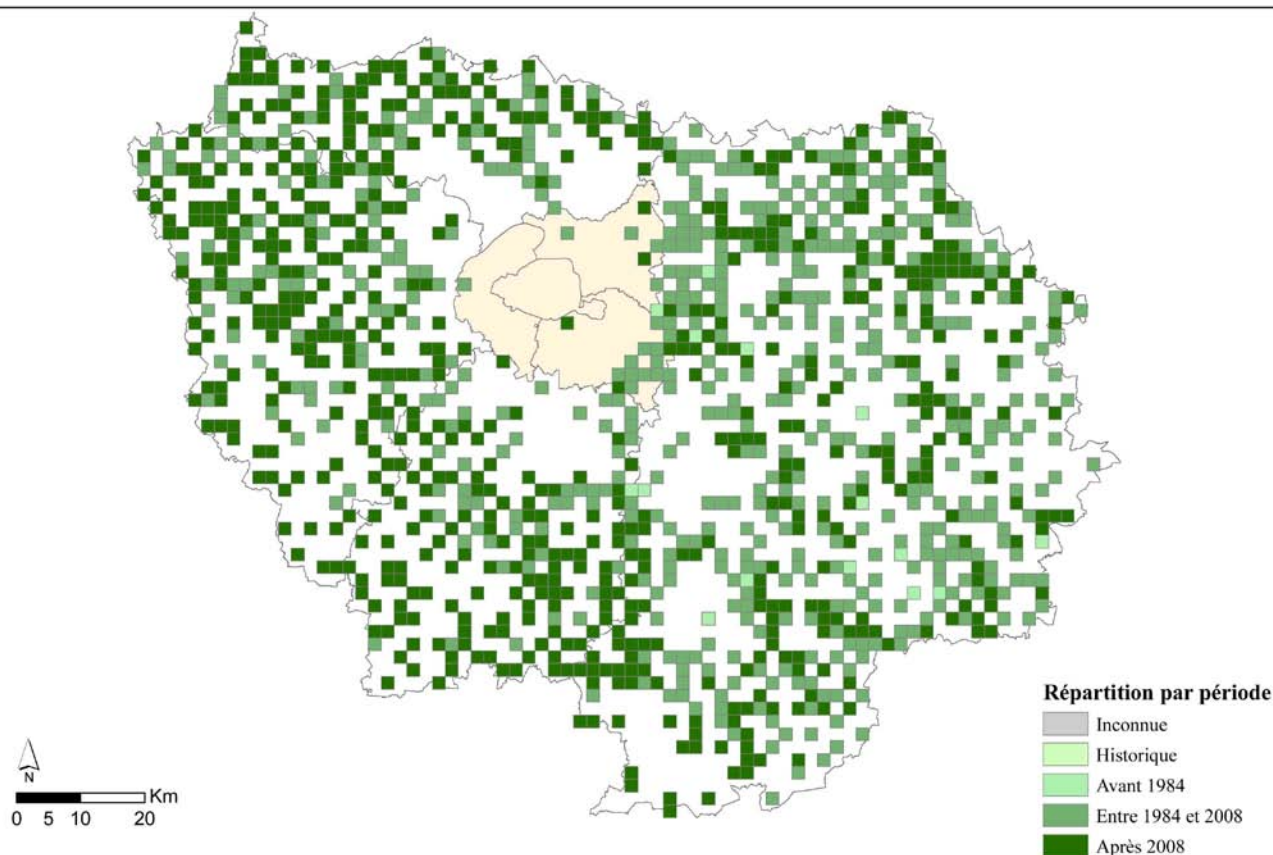 Répartition par période
Inconnue
Historique
Avant 1984
Entre 1984 et 2008
Après 2008
N
Km
0 5 10 20